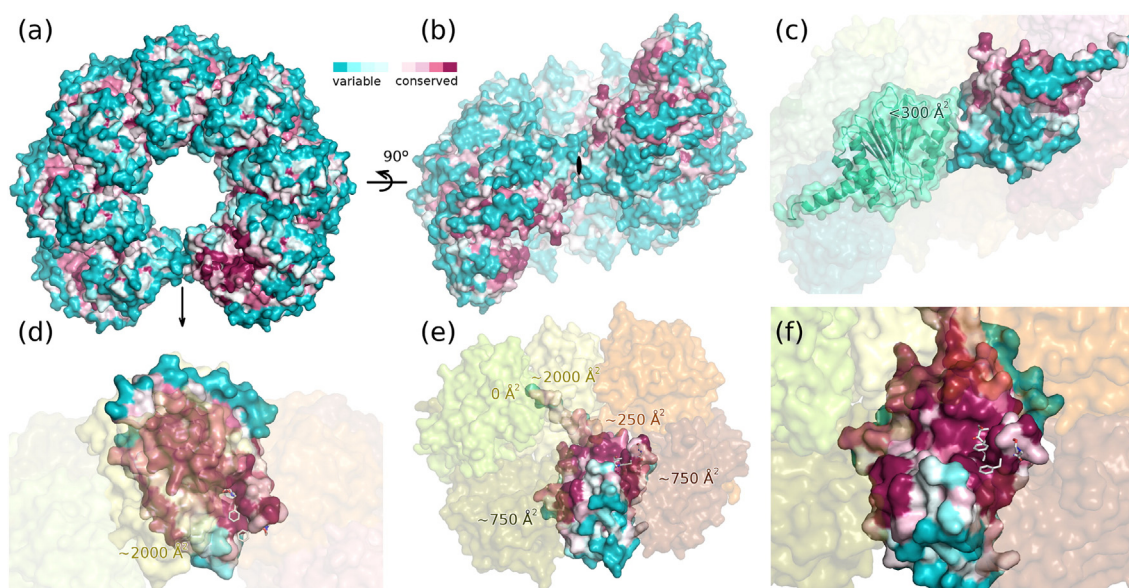 (a)
(b)
(c)
variable conserved
<300 Å²
90º
(d)
(e)
(f)
~2000 Å²
0 Å²
~250 Å²
~750 Å²
~750 Å²
~2000 Å²